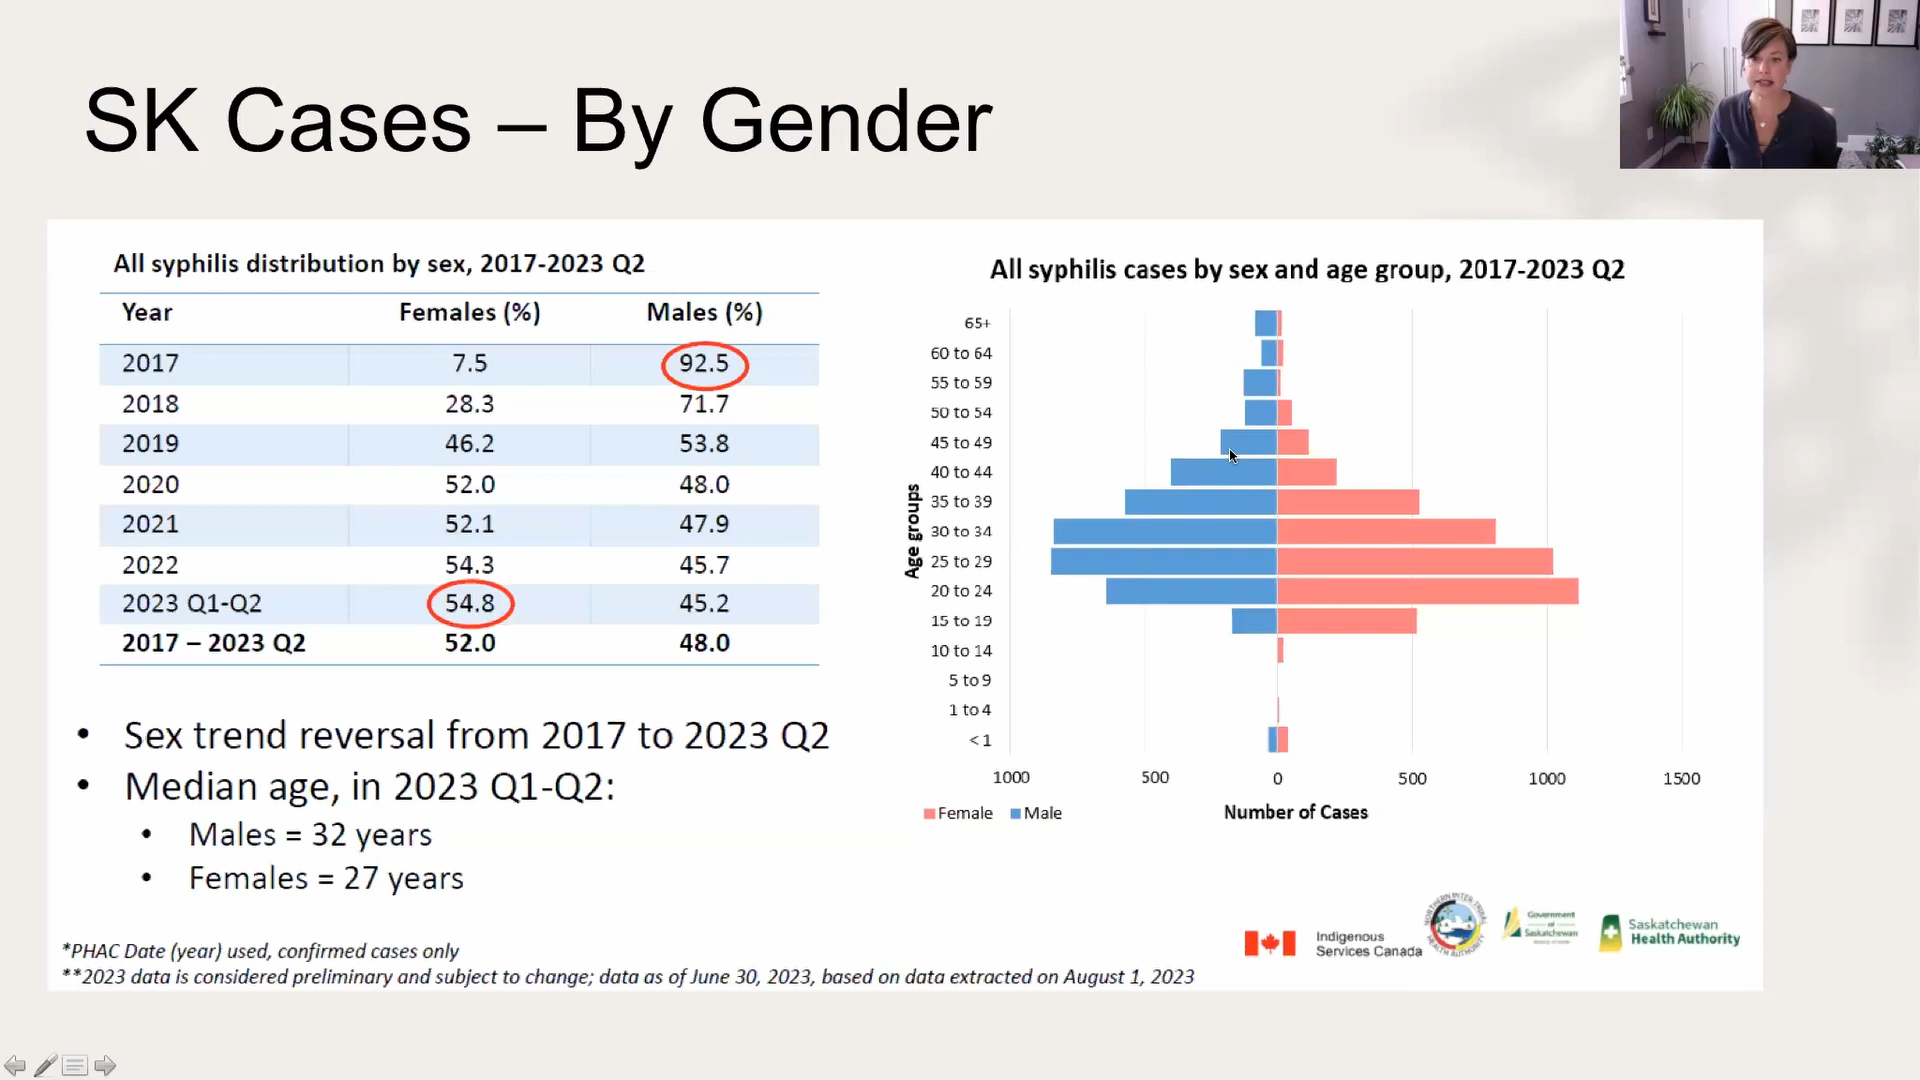 SK Cases – By Gender
All syphilis distribution by sex, 2017-2023 Q2
Year Females (%) Males (%)
2017 7.5 92.5
2018 28.3 71.7
2019 46.2 53.8
2020 52.0 48.0
2021 52.1 47.9
2022 54.3 45.7
2023 Q1-Q2 54.8 45.2
2017 – 2023 Q2 52.0 48.0
• Sex trend reversal from 2017 to 2023 Q2
• Median age, in 2023 Q1-Q2:
• Males = 32 years
• Females = 27 years
All syphilis cases by sex and age group, 2017-2023 Q2
Age groups
65+
60 to 64
55 to 59
50 to 54
45 to 49
40 to 44
35 to 39
30 to 34
25 to 29
20 to 24
15 to 19
10 to 14
5 to 9
1 to 4
< 1
1000 500 0 500 1000 1500
Number of Cases
Female Male
Indigenous
Services Canada
NORTHERN INTER-TRIBAL
HEALTH AUTHORITY
Government
of
Saskatchewan
Saskatchewan
Health Authority
*PHAC Date (year) used, confirmed cases only
**2023 data is considered preliminary and subject to change; data as of June 30, 2023, based on data extracted on August 1, 2023